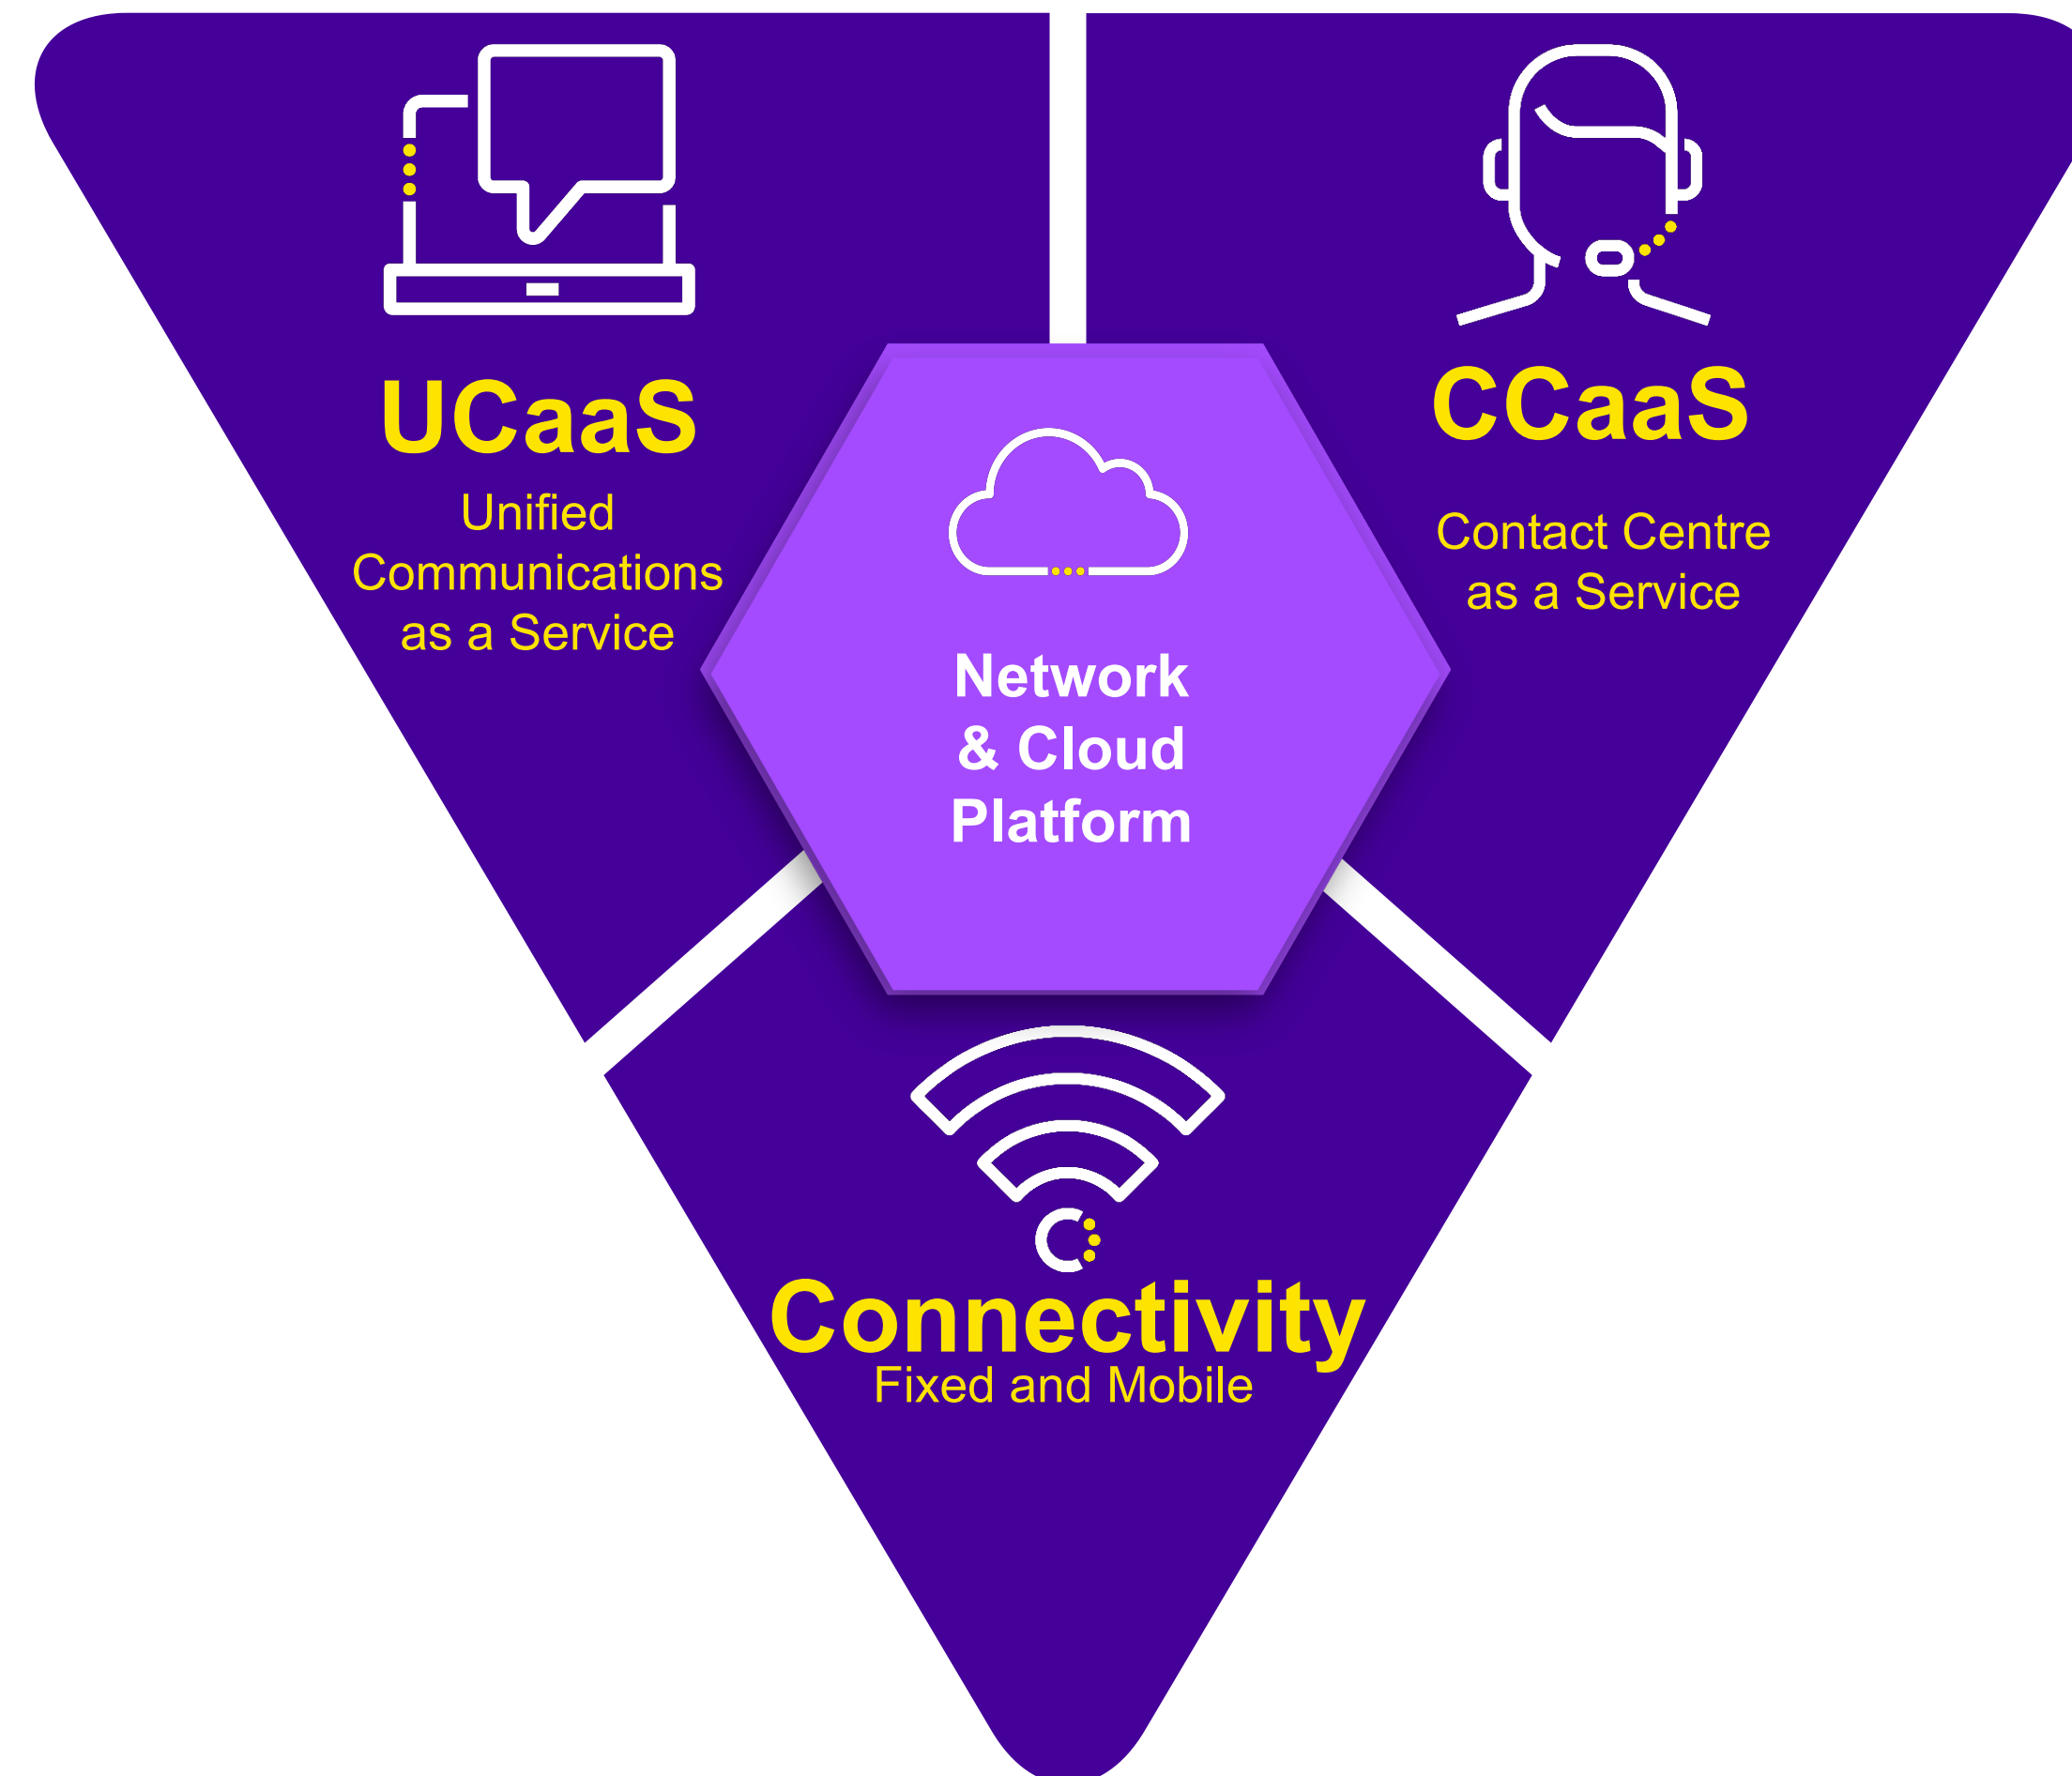 UCaaS
Unified
Communications
as a Service
CCaaS
Contact Centre
as a Service
Network
& Cloud
Platform
Connectivity
Fixed and Mobile